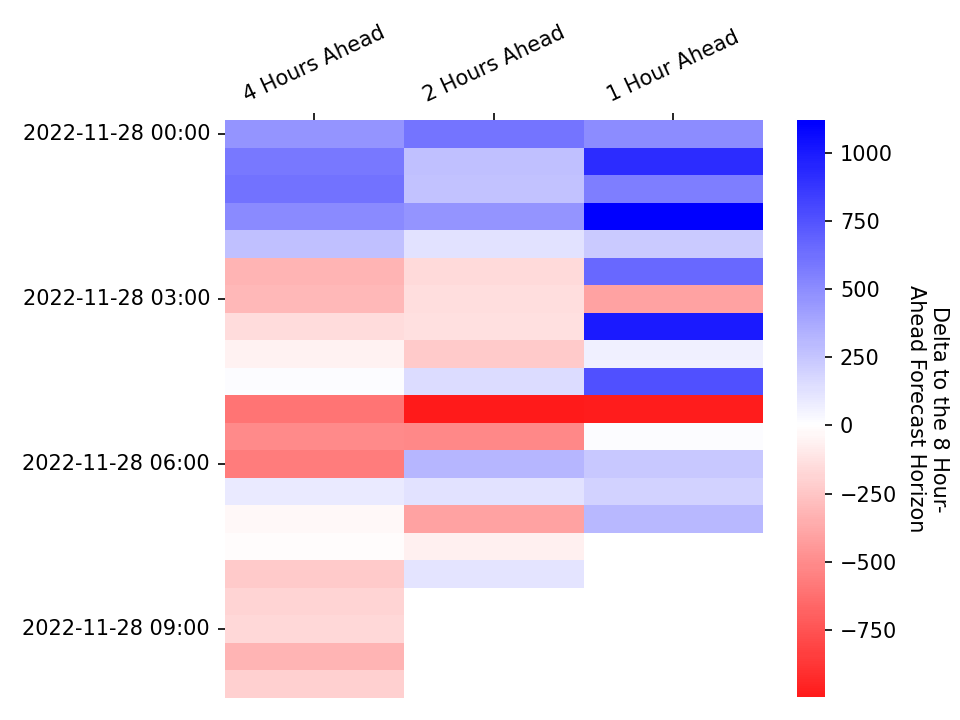 4 Hours Ahead
2 Hours Ahead
1 Hour Ahead
2022-11-28 00:00
2022-11-28 03:00
2022-11-28 06:00
2022-11-28 09:00
1000
750
500
250
0
−250
−500
−750
Delta to the 8 Hour-
Ahead Forecast Horizon